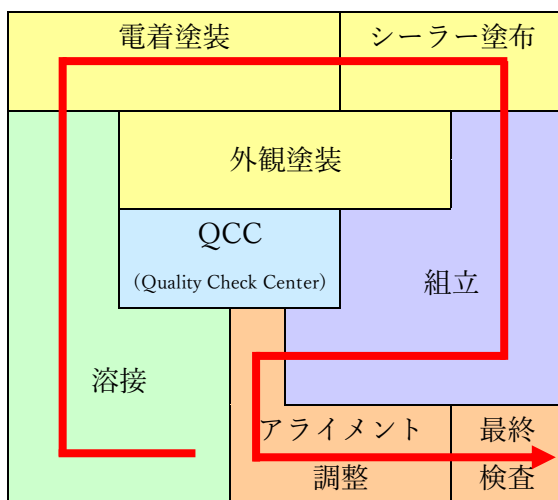 電着塗装
シーラー塗布
外観塗装
QCC
（Quality Check Center）
組立
溶接
アライメント
調整
最終
検査